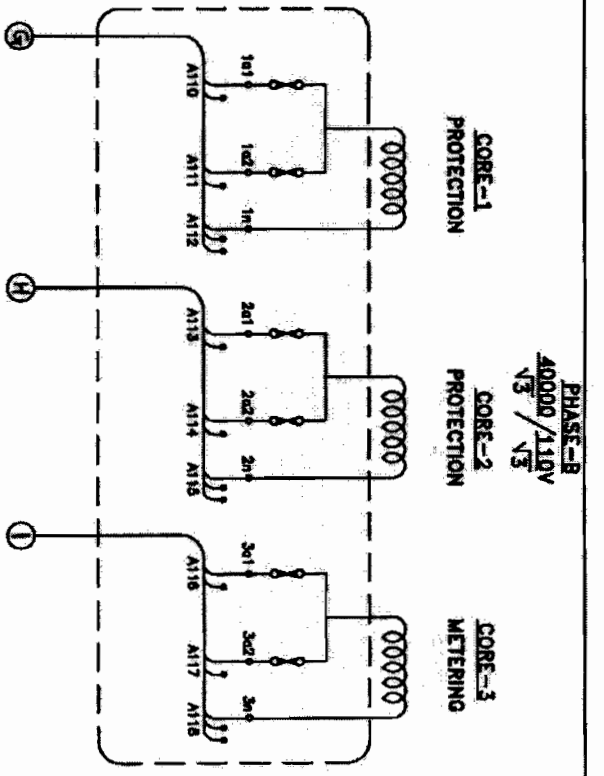 PHASE-B
40000/110V
√3 / √3
CORE-1
PROTECTION
CORE-2
PROTECTION
CORE-3
METERING
1a1
1a2
1n
2a1
2a2
2n
3a1
3a2
3n
A110
A111
A112
A113
A114
A115
A116
A117
A118
G
H
I